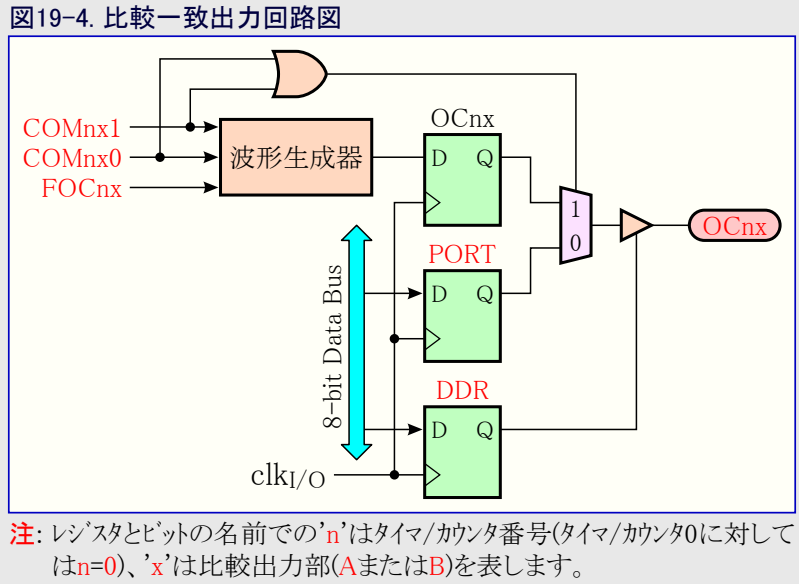 図19-4. 比較一致出力回路図
COMnx1
COMnx0
FOCnx
波形生成器
OCnx
D Q
1
0
OCnx
PORT
D Q
8-bit Data Bus
DDR
D Q
clkI/O
注: ﾚｼﾞｽﾀとﾋﾞｯﾄの名前での'n'はﾀｲﾏ/ｶｳﾝﾀ番号(ﾀｲﾏ/ｶｳﾝﾀ0に対して
はn=0)、'x'は比較出力部(AまたはB)を表します。